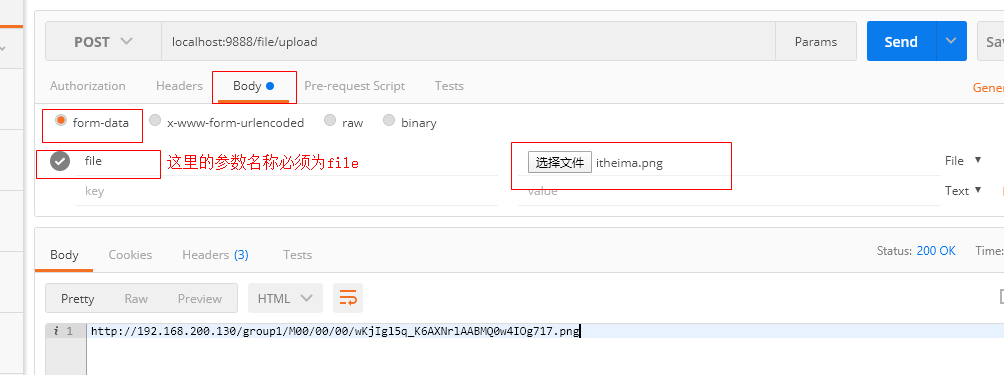 POST localhost:9888/file/upload Params Send Sav
Authorization Headers Body Pre-request Script Tests
Gener
form-data x-www-form-urlencoded raw binary
file 这里的参数名称必须为file 选择文件 itheima.png File
key value Text
Body Cookies Headers (3) Tests Status: 200 OK Time:
Pretty Raw Preview HTML
i 1 http://192.168.200.130/group1/M00/00/00/wKjIgl5q_K6AXNrlAABMQ0w4IOg717.png